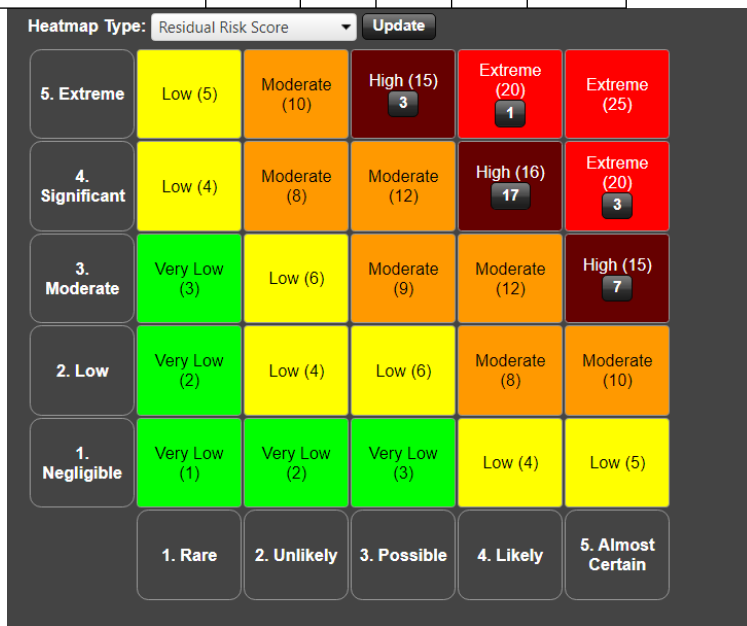 Heatmap Type: Residual Risk Score Update
5. Extreme
Low (5)
Moderate
(10)
High (15)
3
Extreme
(20)
1
Extreme
(25)
4.
Significant
Low (4)
Moderate
(8)
Moderate
(12)
High (16)
17
Extreme
(20)
3
3.
Moderate
Very Low
(3)
Low (6)
Moderate
(9)
Moderate
(12)
High (15)
7
2. Low
Very Low
(2)
Low (4)
Low (6)
Moderate
(8)
Moderate
(10)
1.
Negligible
Very Low
(1)
Very Low
(2)
Very Low
(3)
Low (4)
Low (5)
1. Rare
2. Unlikely
3. Possible
4. Likely
5. Almost
Certain